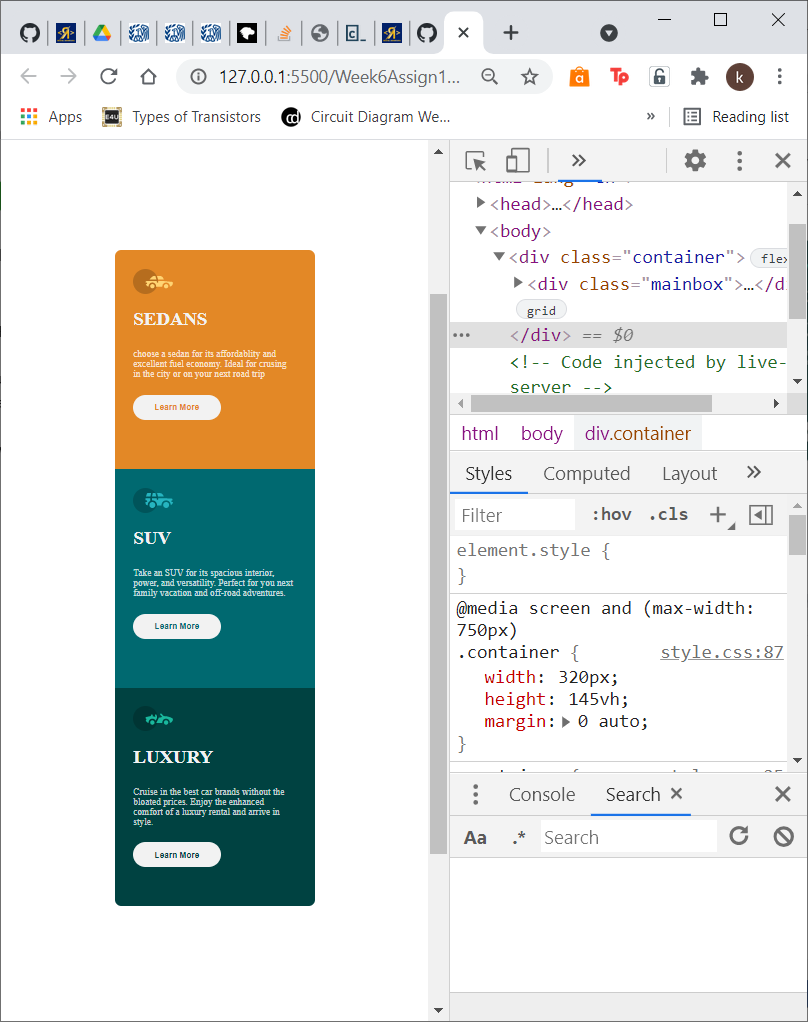 127.0.0.1:5500/Week6Assign1...
k
Apps
E4U
Types of Transistors
cd
Circuit Diagram We...
»
Reading list
SEDANS
choose a sedan for its affordablity and
excellent fuel economy. Ideal for crusing
in the city or on your next road trip
Learn More
SUV
Take an SUV for its spacious interior,
power, and versatility. Perfect for you next
family vacation and off-road adventures.
Learn More
LUXURY
Cruise in the best car brands without the
bloated prices. Enjoy the enhanced
comfort of a luxury rental and arrive in
style.
Learn More
»
<head>…</head>
<body>
<div class="container"> flex
<div class="mainbox">…</di
grid
</div> == $0
<!-- Code injected by live-
server -->
html body div.container
Styles Computed Layout »
Filter :hov .cls +
element.style {
}
@media screen and (max-width:
750px)
.container { style.css:87
width: 320px;
height: 145vh;
margin: 0 auto;
}
Console Search
Aa .* Search